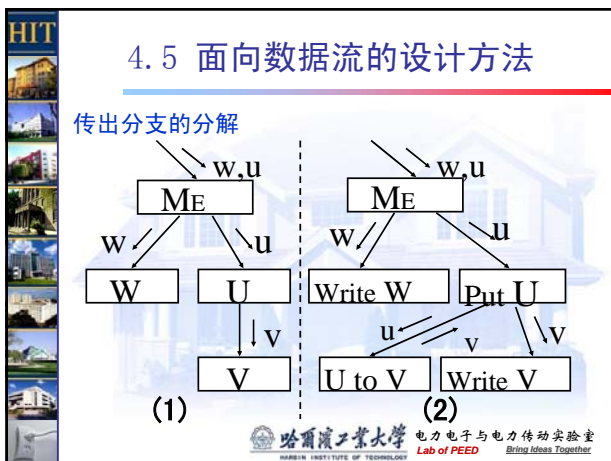 HIT
4.5 面向数据流的设计方法
传出分支的分解
w,u
ME
w
u
W
U
v
V
(1)
w,u
ME
w
u
Write W
Put U
u
v
v
U to V
Write V
(2)
哈尔滨工业大学
HARBIN INSTITUTE OF TECHNOLOGY
电力电子与电力传动实验室
Lab of PEED Bring Ideas Together